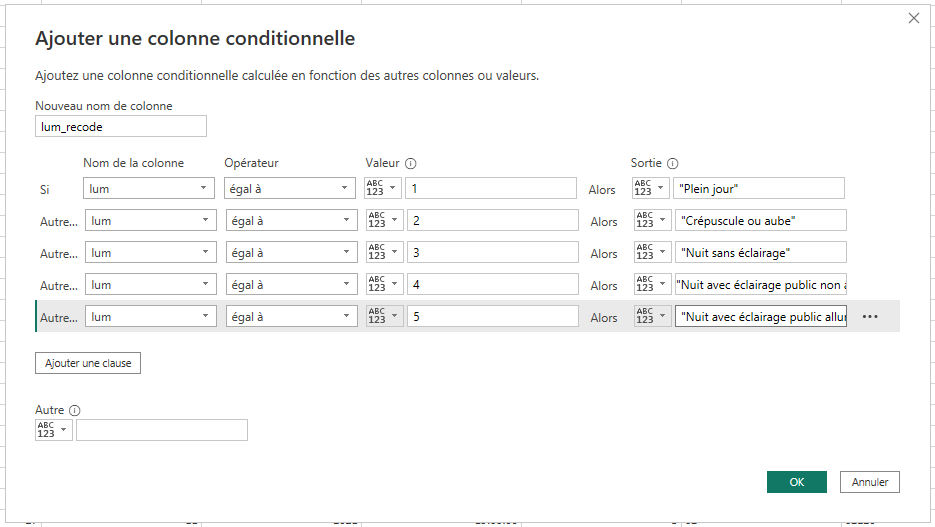 Ajouter une colonne conditionnelle
Ajoutez une colonne conditionnelle calculée en fonction des autres colonnes ou valeurs.
Nouveau nom de colonne
lum_recode
Nom de la colonne Opérateur Valeur Sortie
Si lum égal à ABC 123 1 Alors ABC 123 "Plein jour"
Autre... lum égal à ABC 123 2 Alors ABC 123 "Crépuscule ou aube"
Autre... lum égal à ABC 123 3 Alors ABC 123 "Nuit sans éclairage"
Autre... lum égal à ABC 123 4 Alors ABC 123 "Nuit avec éclairage public non
Autre... lum égal à ABC 123 5 Alors ABC 123 "Nuit avec éclairage public allu
Ajouter une clause
Autre
ABC 123
OK Annuler